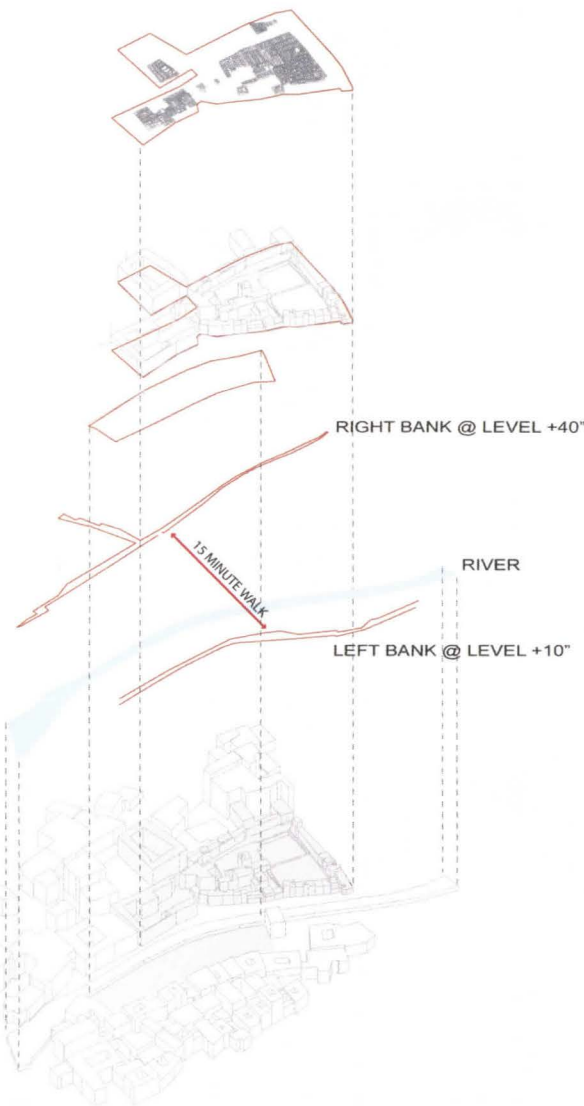 RIGHT BANK @ LEVEL +40"
15 MINUTE WALK
RIVER
LEFT BANK @ LEVEL +10"